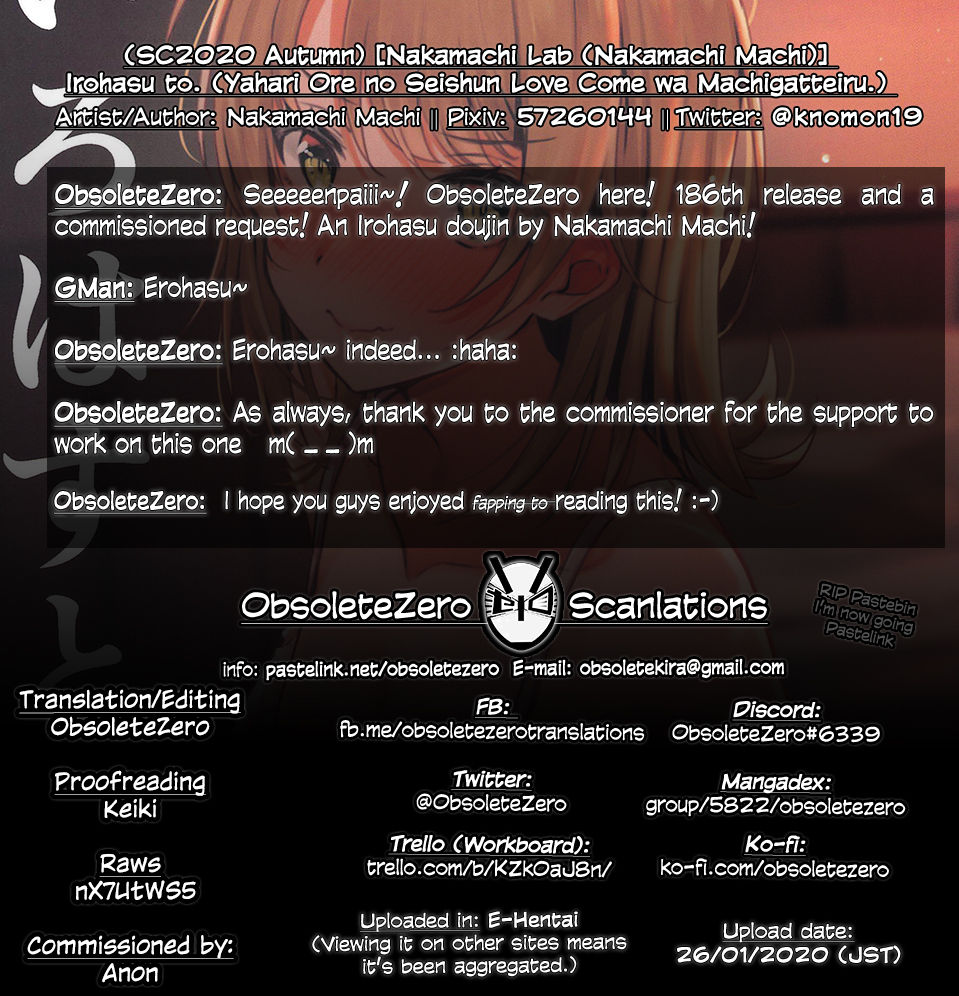 (SC2020 Autumn) [Nakamachi Lab (Nakamachi Machi)]
Irohasu to. (Yahari Ore no Seishun Love Come wa Machigatteiru.)
Artist/Author: Nakamachi Machi || Pixiv: 57260144 || Twitter: @knomon19
ObsoleteZero: Seeeeenpaiii~! ObsoleteZero here! 186th release and a
commissioned request! An Irohasu doujin by Nakamachi Machi!
GMan: Erohasu~
ObsoleteZero: Erohasu~ indeed... :haha:
ObsoleteZero: As always, thank you to the commissioner for the support to
work on this one m( _ _ )m
ObsoleteZero: I hope you guys enjoyed fapping to reading this! :-)
ろはすと
ObsoleteZero Scanlations
RIP Pastebin
I'm now going
Pastelink
info: pastelink.net/obsoletezero E-mail: obsoletekira@gmail.com
Translation/Editing
ObsoleteZero
Proofreading
Keiki
Raws
nX7UtWS5
Commissioned by:
Anon
FB:
fb.me/obsoletezerotranslations
Twitter:
@ObsoleteZero
Trello (Workboard):
trello.com/b/KZkOaJ8n/
Uploaded in: E-Hentai
(Viewing it on other sites means
it's been aggregated.)
Discord:
ObsoleteZero#6339
Mangadex:
group/5822/obsoletezero
Ko-fi:
ko-fi.com/obsoletezero
Upload date:
26/01/2020 (JST)